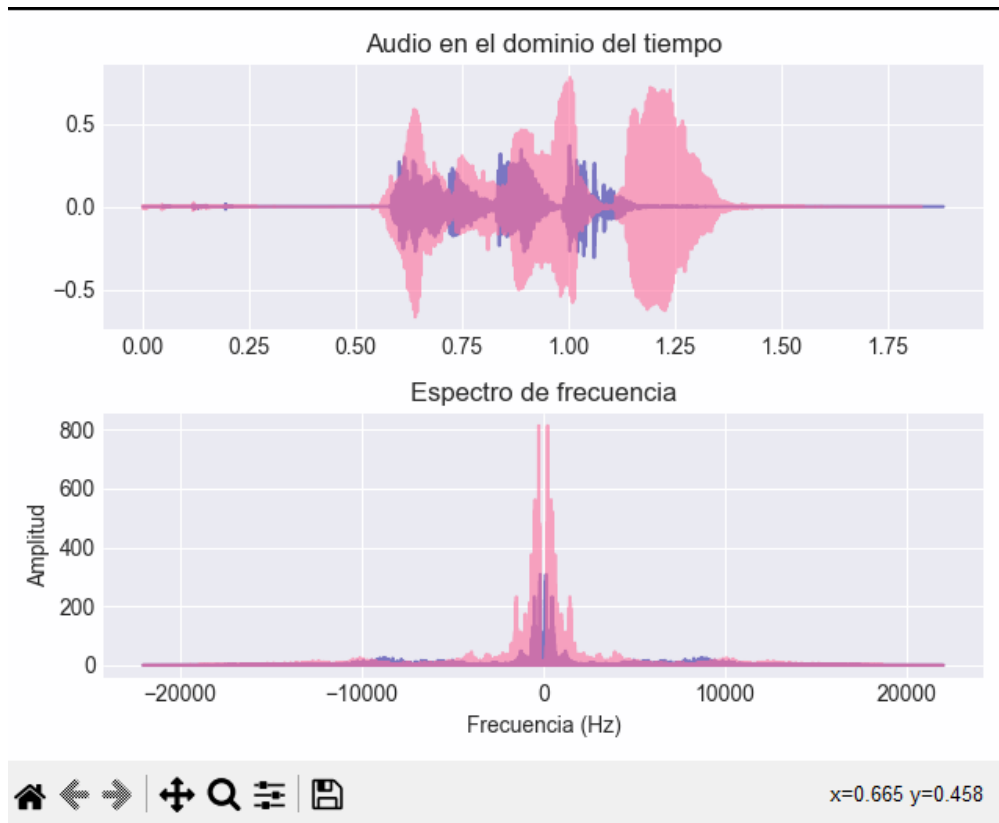 Audio en el dominio del tiempo
0.5
0.0
−0.5
0.00 0.25 0.50 0.75 1.00 1.25 1.50 1.75
Espectro de frecuencia
800
600
400
200
0
Amplitud
−20000 −10000 0 10000 20000
Frecuencia (Hz)
x=0.665 y=0.458